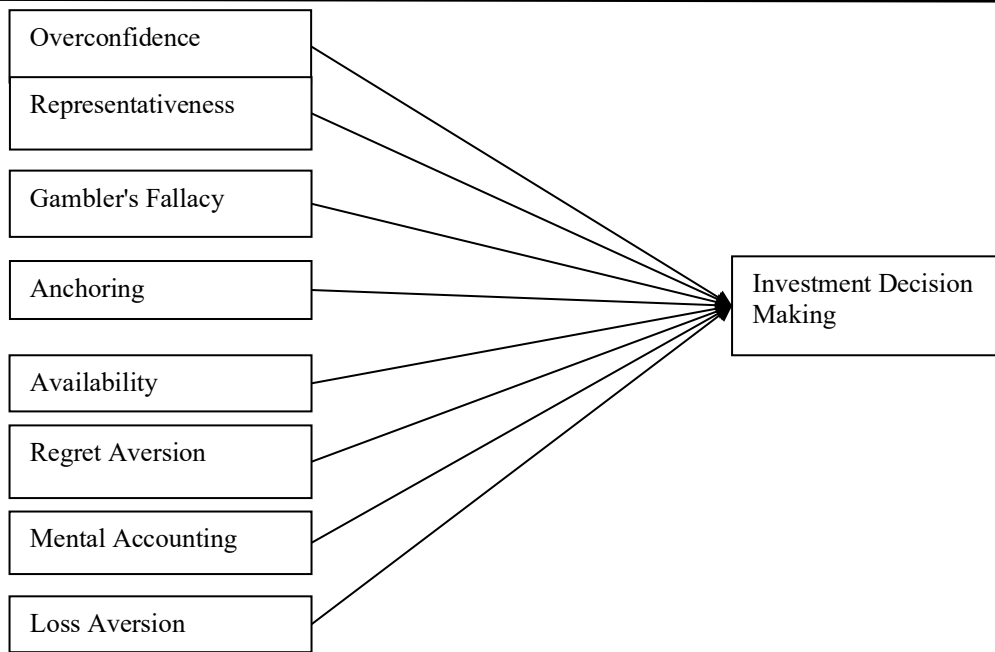 Overconfidence
Representativeness
Gambler's Fallacy
Anchoring
Availability
Regret Aversion
Mental Accounting
Loss Aversion
Investment Decision
Making